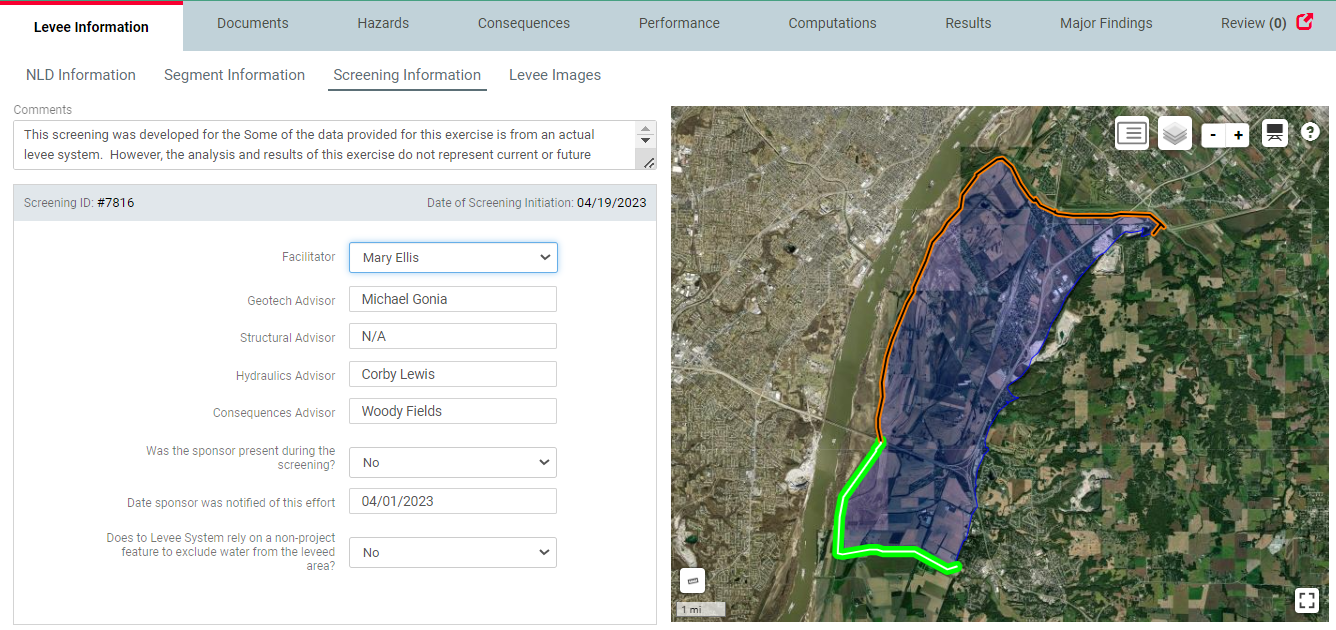 Levee Information
Documents
Hazards
Consequences
Performance
Computations
Results
Major Findings
Review (0)
NLD Information
Segment Information
Screening Information
Levee Images
Comments
This screening was developed for the Some of the data provided for this exercise is from an actual
levee system.  However, the analysis and results of this exercise do not represent current or future
Screening ID: #7816
Date of Screening Initiation: 04/19/2023
Facilitator
Mary Ellis
Geotech Advisor
Michael Gonia
Structural Advisor
N/A
Hydraulics Advisor
Corby Lewis
Consequences Advisor
Woody Fields
Was the sponsor present during the
screening?
No
Date sponsor was notified of this effort
04/01/2023
Does to Levee System rely on a non-project
feature to exclude water from the leveed
area?
No
-
+
?
1 mi